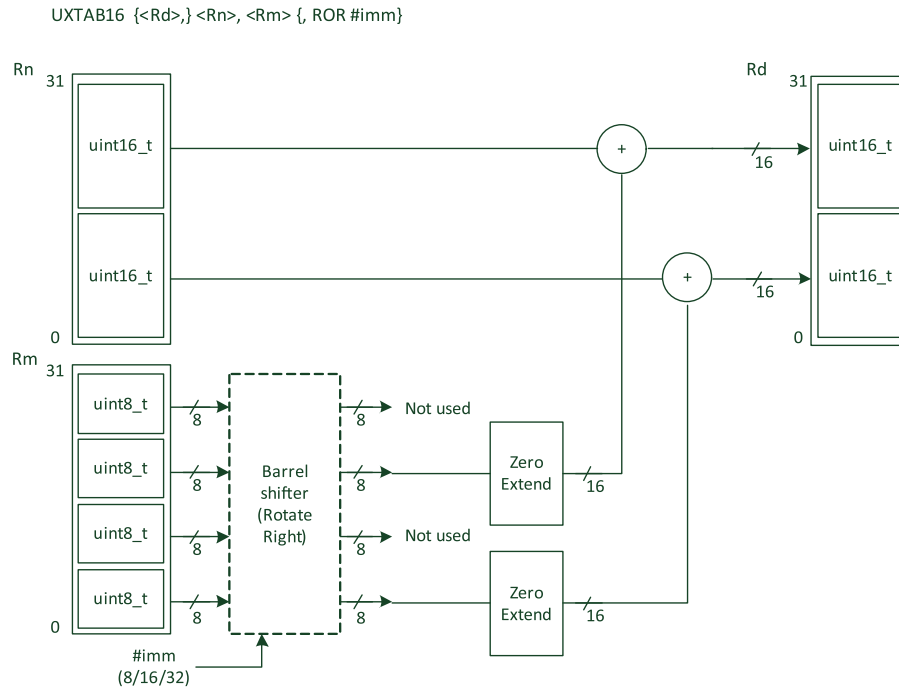 UXTAB16 {<Rd>,} <Rn>, <Rm> {, ROR #imm}
Rn
31
Rd
31
uint16_t
+
16
uint16_t
uint16_t
+
16
uint16_t
0
0
Rm
31
uint8_t
8
8
Not used
uint8_t
8
8
Zero
Extend
16
Barrel
shifter
(Rotate
Right)
uint8_t
8
8
Not used
uint8_t
8
8
Zero
Extend
16
0
#imm
(8/16/32)